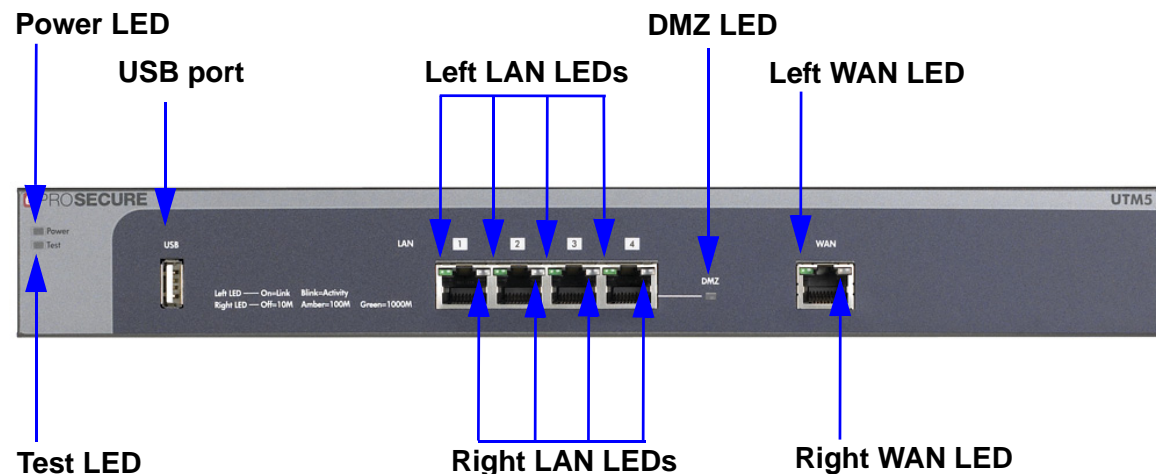 Power LED
DMZ LED
USB port
Left LAN LEDs
Left WAN LED
PROSECURE
UTM5
Power
Test
USB
LAN
1
2
3
4
WAN
DMZ
Left LED — On=Link Blink=Activity
Right LED — Off=10M Amber=100M Green=1000M
Test LED
Right LAN LEDs
Right WAN LED